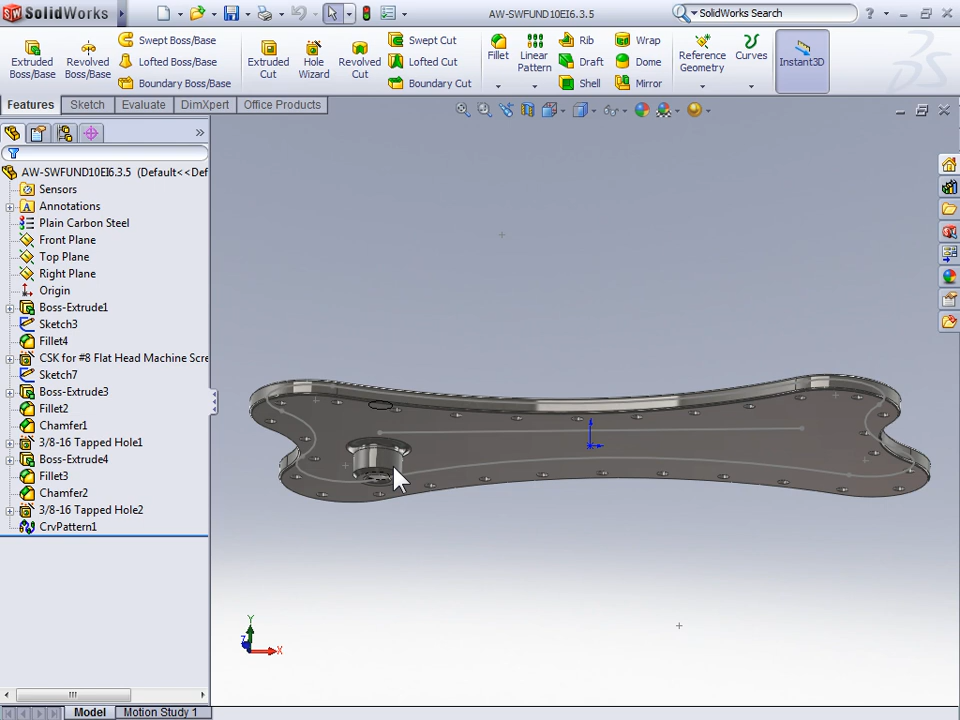 SolidWorks
AW-SWFUND10EI6.3.5
SolidWorks Search
Extruded Boss/Base
Revolved Boss/Base
Swept Boss/Base
Lofted Boss/Base
Boundary Boss/Base
Extruded Cut
Hole Wizard
Revolved Cut
Swept Cut
Lofted Cut
Boundary Cut
Fillet
Linear Pattern
Rib
Draft
Shell
Wrap
Dome
Mirror
Reference Geometry
Curves
Instant3D
Features
Sketch
Evaluate
DimXpert
Office Products
AW-SWFUND10EI6.3.5 (Default<<Def
Sensors
Annotations
Plain Carbon Steel
Front Plane
Top Plane
Right Plane
Origin
Boss-Extrude1
Sketch3
Fillet4
CSK for #8 Flat Head Machine Scre
Sketch7
Boss-Extrude3
Fillet2
Chamfer1
3/8-16 Tapped Hole1
Boss-Extrude4
Fillet3
Chamfer2
3/8-16 Tapped Hole2
CrvPattern1
Y
Z
X
Model
Motion Study 1